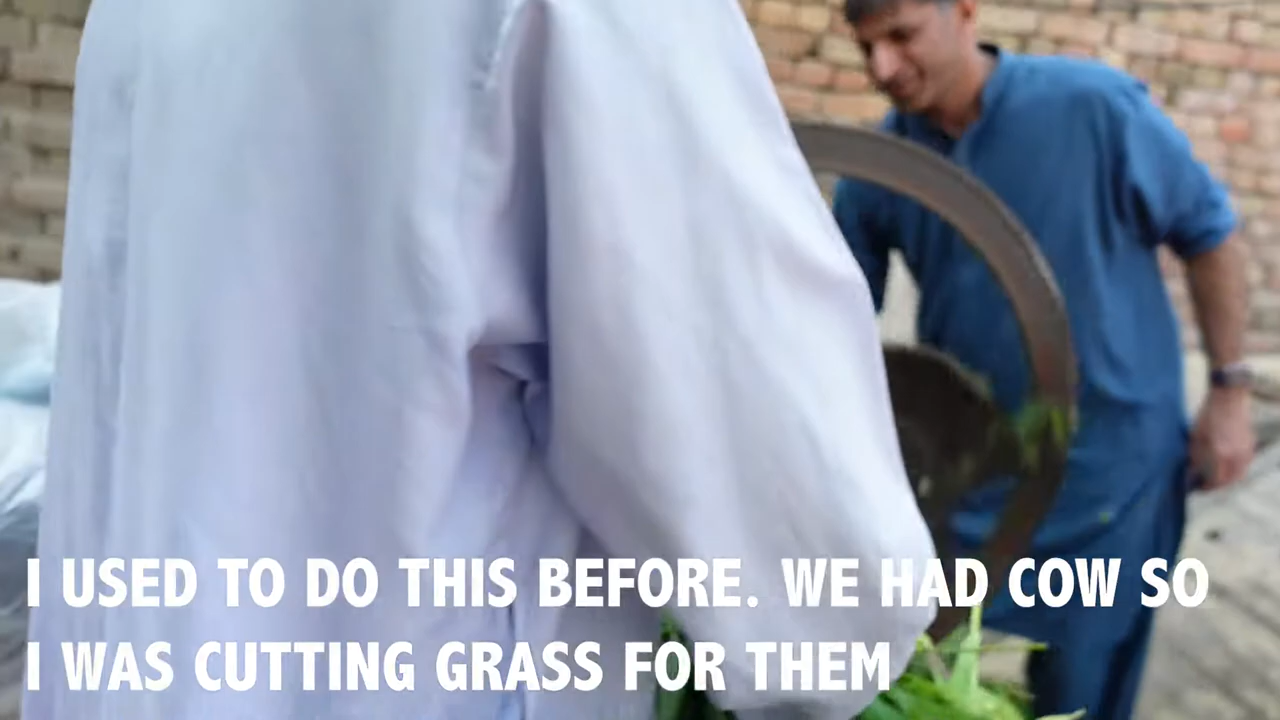 I USED TO DO THIS BEFORE. WE HAD COW SO
I WAS CUTTING GRASS FOR THEM